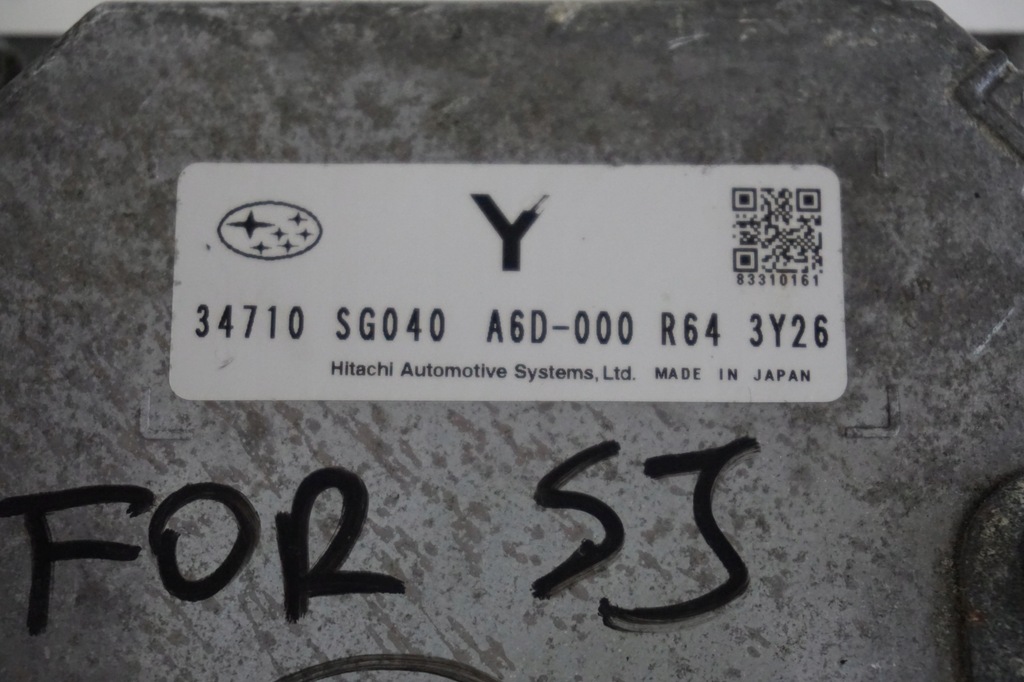 Y
83310161
34710 SG040 A6D-000 R64 3Y26
Hitachi Automotive Systems, Ltd. MADE IN JAPAN
FOR SJ